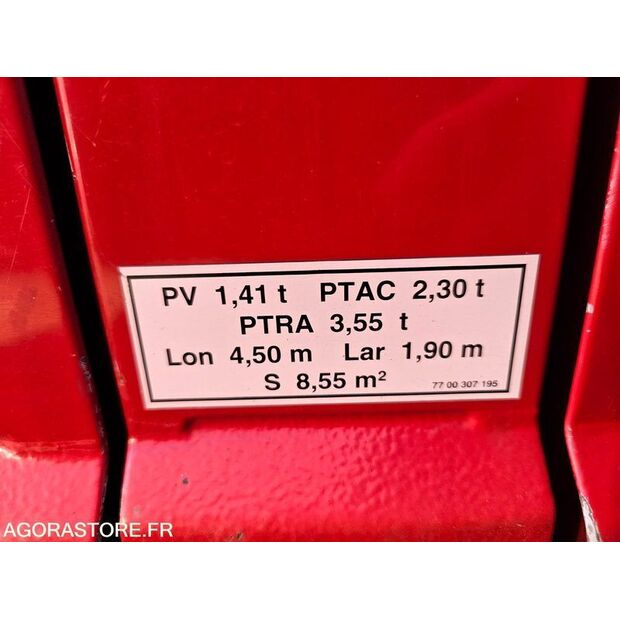 PV 1,41 t PTAC 2,30 t
PTRA 3,55 t
Lon 4,50 m Lar 1,90 m
S 8,55 m²
77 00 307 195
AGORASTORE.FR